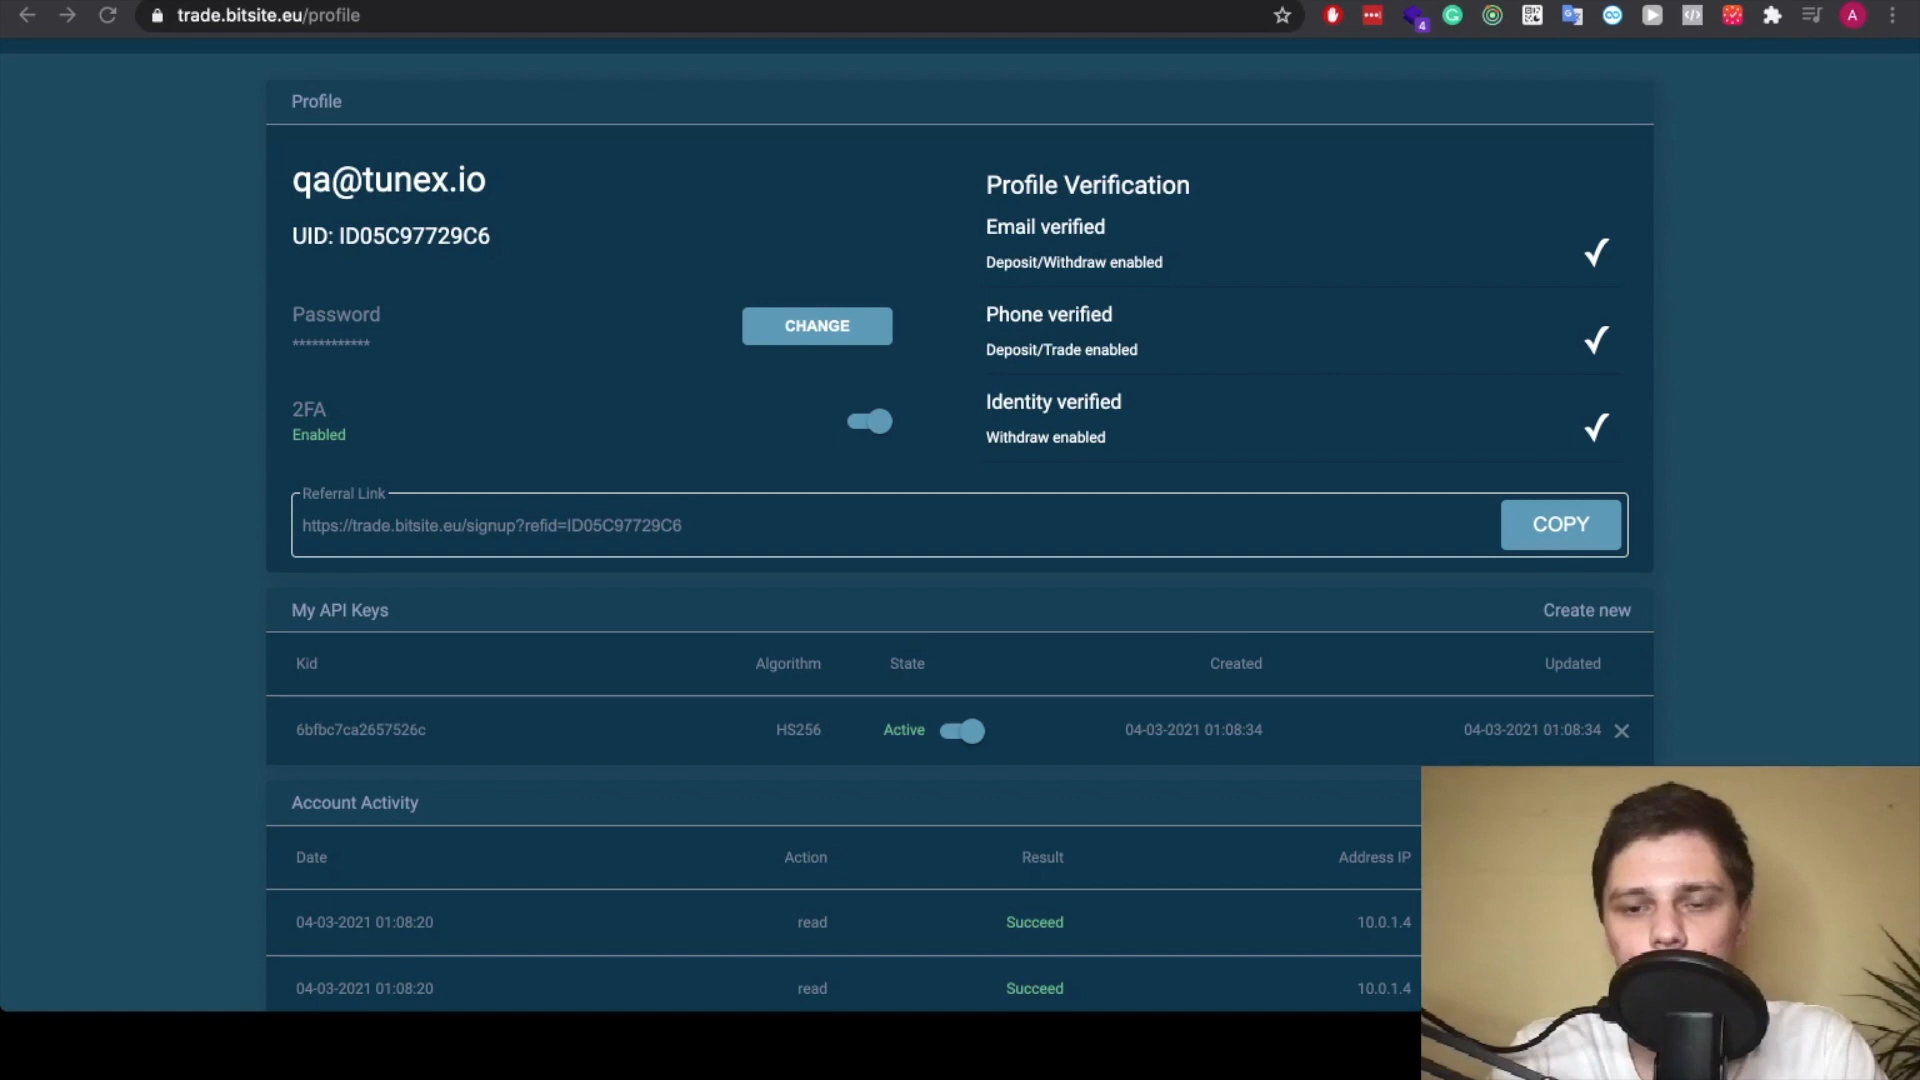 trade.bitsite.eu/profile
4
A
Profile
qa@tunex.io
UID: ID05C97729C6
Password
************
CHANGE
2FA
Enabled
Profile Verification
Email verified
Deposit/Withdraw enabled
Phone verified
Deposit/Trade enabled
Identity verified
Withdraw enabled
Referral Link
https://trade.bitsite.eu/signup?refid=ID05C97729C6
COPY
My API Keys
Create new
Kid Algorithm State Created Updated
6bfbc7ca2657526c HS256 Active 04-03-2021 01:08:34 04-03-2021 01:08:34
Account Activity
Date Action Result Address IP
04-03-2021 01:08:20 read Succeed 10.0.1.4
04-03-2021 01:08:20 read Succeed 10.0.1.4